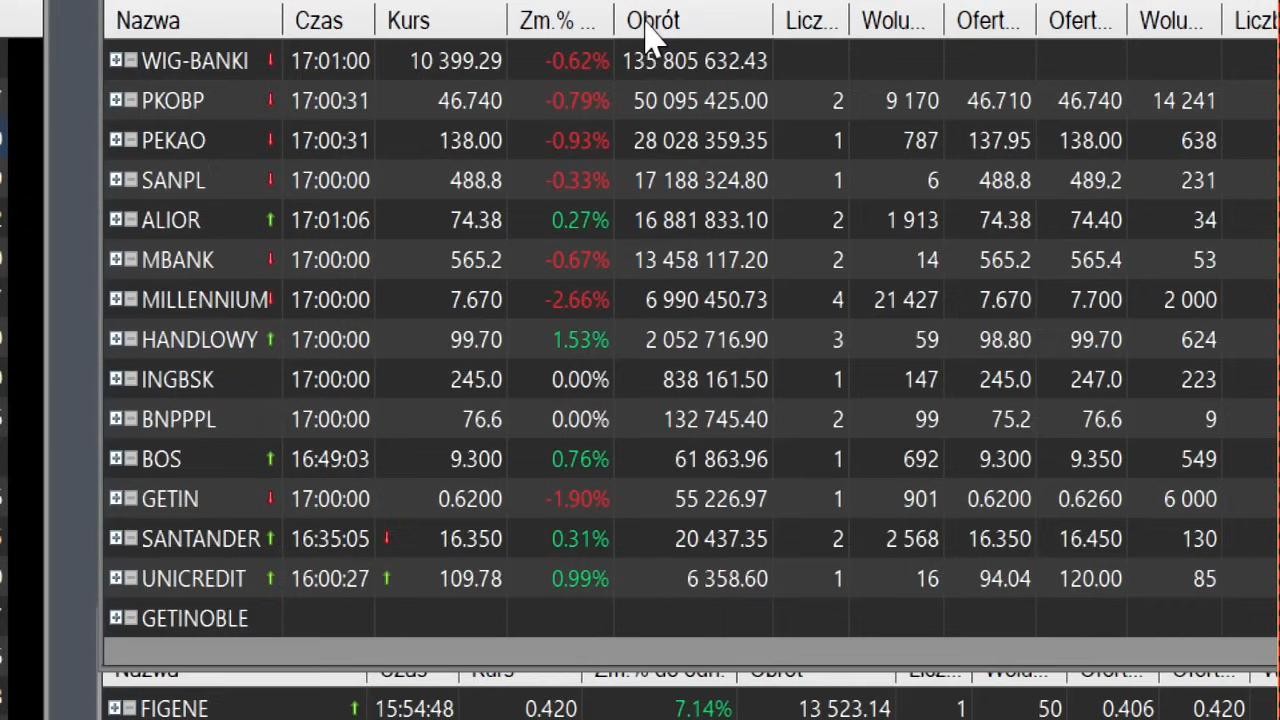 Nazwa Czas Kurs Zm.% ... Obrót Licz... Wolu... Ofert... Ofert... Wolu... Liczt
WIG-BANKI 17:01:00 10 399.29 -0.62% 135 805 632.43
PKOBP 17:00:31 46.740 -0.79% 50 095 425.00 2 9 170 46.710 46.740 14 241
PEKAO 17:00:31 138.00 -0.93% 28 028 359.35 1 787 137.95 138.00 638
SANPL 17:00:00 488.8 -0.33% 17 188 324.80 1 6 488.8 489.2 231
ALIOR 17:01:06 74.38 0.27% 16 881 833.10 2 1 913 74.38 74.40 34
MBANK 17:00:00 565.2 -0.67% 13 458 117.20 2 14 565.2 565.4 53
MILLENNIUM 17:00:00 7.670 -2.66% 6 990 450.73 4 21 427 7.670 7.700 2 000
HANDLOWY 17:00:00 99.70 1.53% 2 052 716.90 3 59 98.80 99.70 624
INGBSK 17:00:00 245.0 0.00% 838 161.50 1 147 245.0 247.0 223
BNPPPL 17:00:00 76.6 0.00% 132 745.40 2 99 75.2 76.6 9
BOS 16:49:03 9.300 0.76% 61 863.96 1 692 9.300 9.350 549
GETIN 17:00:00 0.6200 -1.90% 55 226.97 1 901 0.6200 0.6260 6 000
SANTANDER 16:35:05 16.350 0.31% 20 437.35 2 2 568 16.350 16.450 130
UNICREDIT 16:00:27 109.78 0.99% 6 358.60 1 16 94.04 120.00 85
GETINOBLE
Nazwa Czas Kurs Zm.% do odn. Obrót Licz... Wolu... Ofert... Ofert... Wolu...
FIGENE 15:54:48 0.420 7.14% 13 523.14 1 50 0.406 0.420